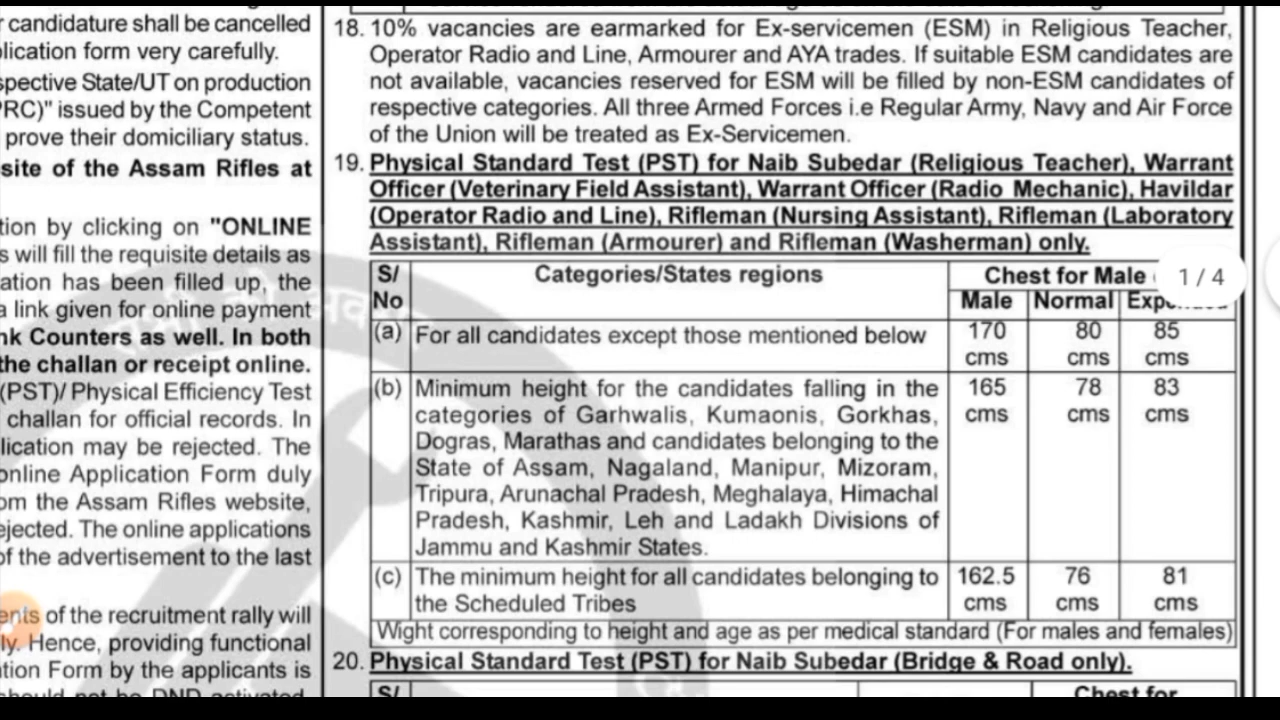 r candidature shall be cancelled
plication form very carefully.
spective State/UT on production
PRC)" issued by the Competent
prove their domiciliary status.
site of the Assam Rifles at
tion by clicking on "ONLINE
s will fill the requisite details as
ation has been filled up, the
a link given for online payment
nk Counters as well. In both
the challan or receipt online.
(PST)/ Physical Efficiency Test
challan for official records. In
lication may be rejected. The
online Application Form duly
om the Assam Rifles website,
ejected. The online applications
of the advertisement to the last
ents of the recruitment rally will
ly. Hence, providing functional
tion Form by the applicants is
should not be DND activated.
18. 10% vacancies are earmarked for Ex-servicemen (ESM) in Religious Teacher,
Operator Radio and Line, Armourer and AYA trades. If suitable ESM candidates are
not available, vacancies reserved for ESM will be filled by non-ESM candidates of
respective categories. All three Armed Forces i.e Regular Army, Navy and Air Force
of the Union will be treated as Ex-Servicemen.
19. Physical Standard Test (PST) for Naib Subedar (Religious Teacher), Warrant
Officer (Veterinary Field Assistant), Warrant Officer (Radio Mechanic), Havildar
(Operator Radio and Line), Rifleman (Nursing Assistant), Rifleman (Laboratory
Assistant), Rifleman (Armourer) and Rifleman (Washerman) only.
S/ Categories/States regions Chest for Male
No Male Normal
1 / 4
(a) For all candidates except those mentioned below 170 80 85
cms cms cms
(b) Minimum height for the candidates falling in the 165 78 83
categories of Garhwalis, Kumaonis, Gorkhas, cms cms cms
Dogras, Marathas and candidates belonging to the
State of Assam, Nagaland, Manipur, Mizoram,
Tripura, Arunachal Pradesh, Meghalaya, Himachal
Pradesh, Kashmir, Leh and Ladakh Divisions of
Jammu and Kashmir States.
(c) The minimum height for all candidates belonging to 162.5 76 81
the Scheduled Tribes cms cms cms
Wight corresponding to height and age as per medical standard (For males and females)
20. Physical Standard Test (PST) for Naib Subedar (Bridge & Road only).
S/ Chest for